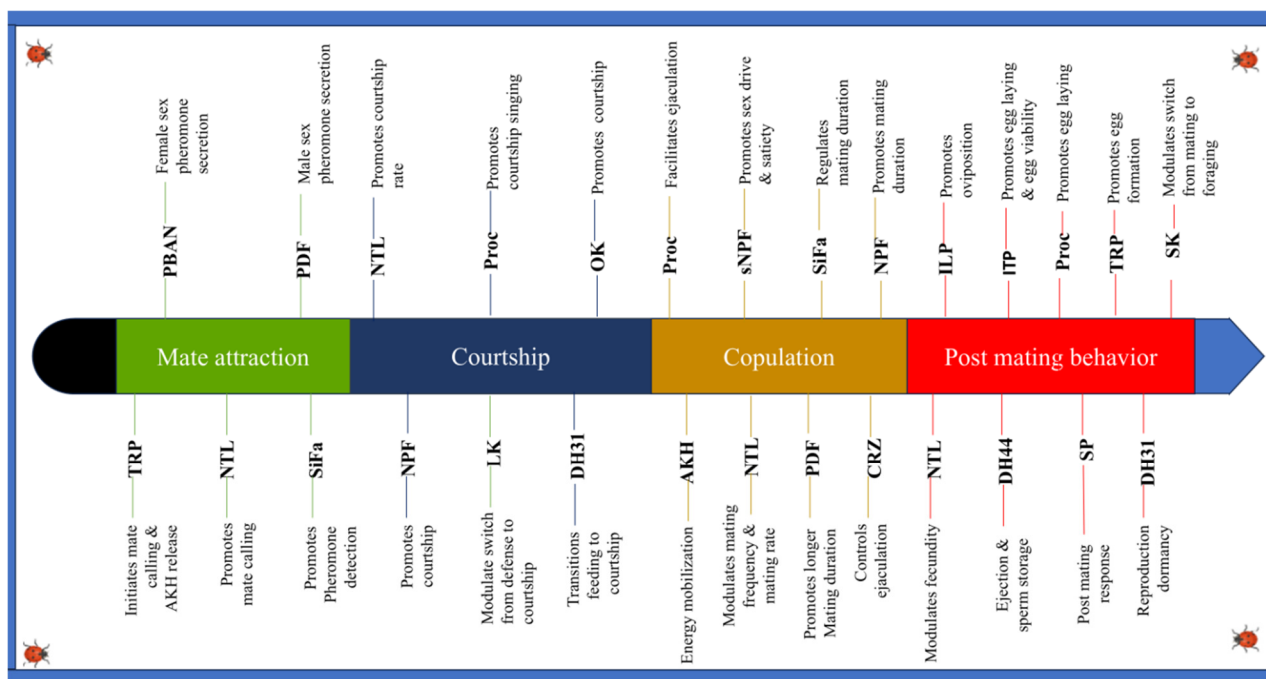 Female sex
pheromone
secretion
PBAN
Male sex
pheromone secretion
PDF
Promotes courtship
rate
NTL
Promotes
courtship singing
Proc
Promotes courtship
OK
Facilitates ejaculation
Proc
Promotes sex drive
& satiety
sNPF
Regulates
mating duration
SiFa
Promotes mating
duration
NPF
Promotes
oviposition
ILP
Promotes egg laying
& egg viability
ITP
Promotes egg laying
Proc
Promotes egg
formation
TRP
Modulates switch
from mating to
foraging
SK
Mate attraction
Courtship
Copulation
Post mating behavior
TRP
Initiates mate
calling &
AKH release
NTL
Promotes
mate calling
SiFa
Promotes
Pheromone
detection
NPF
Promotes
courtship
LK
Modulate switch
from defense to
courtship
DH31
Transitions
feeding to
courtship
AKH
Energy mobilization
NTL
Modulates mating
frequency &
mating rate
PDF
Promotes longer
Mating duration
CRZ
Controls
ejaculation
NTL
Modulates fecundity
DH44
Ejection &
sperm storage
SP
Post mating
response
DH31
Reproduction
dormancy